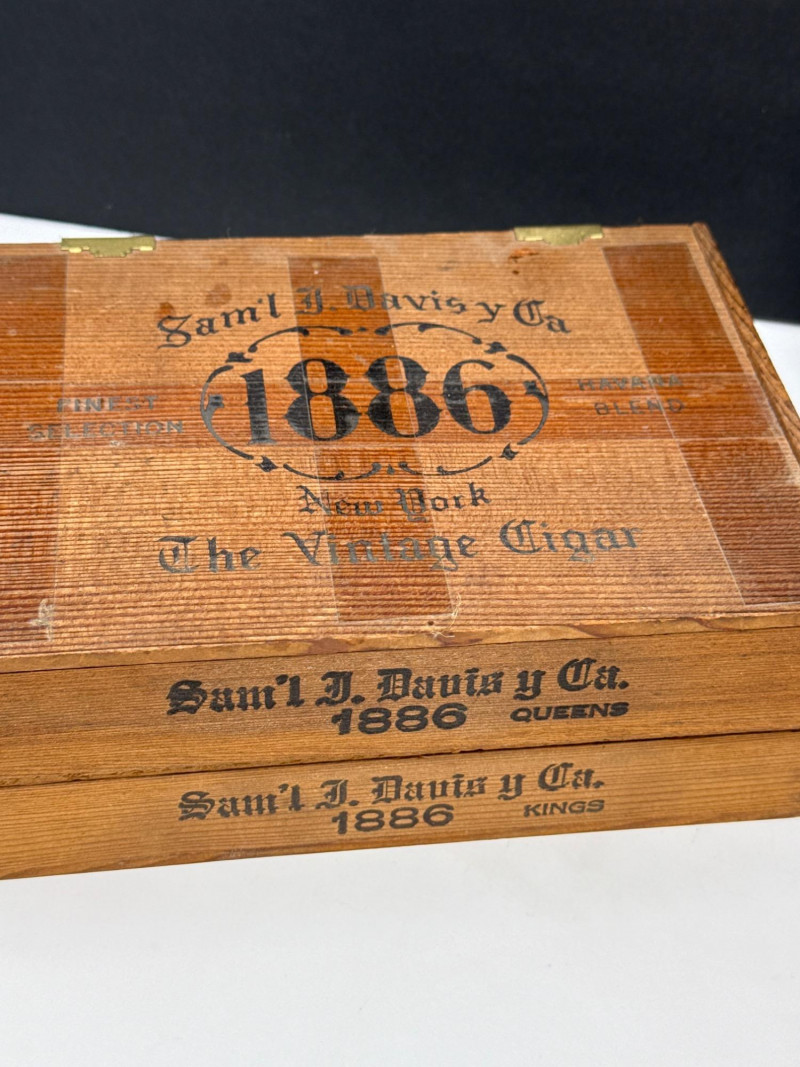 Sam'l J. Davis y Ca
1886
FINEST
SELECTION
HAVANA
BLEND
New York
The Vintage Cigar
Sam'l J. Davis y Ca.
1886 QUEENS
Sam'l J. Davis y Ca.
1886 KINGS